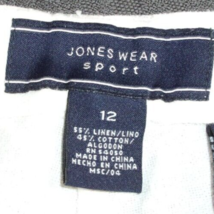 JONES WEAR
sport
12
55% LINEN/LINO
45% COTTON/
ALGODON
RN 54050
MADE IN CHINA
HECHO EN CHINA
MSC/04